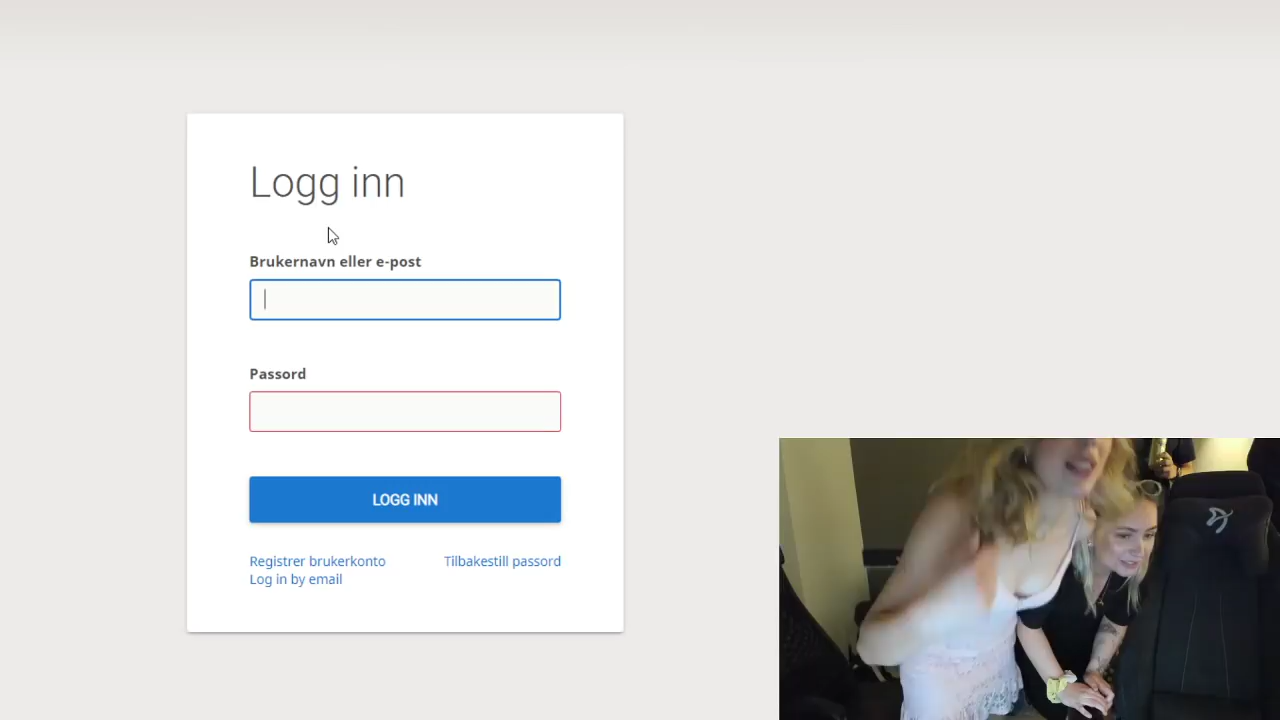 Logg inn
Brukernavn eller e-post
Passord
LOGG INN
Registrer brukerkonto
Tilbakestill passord
Log in by email